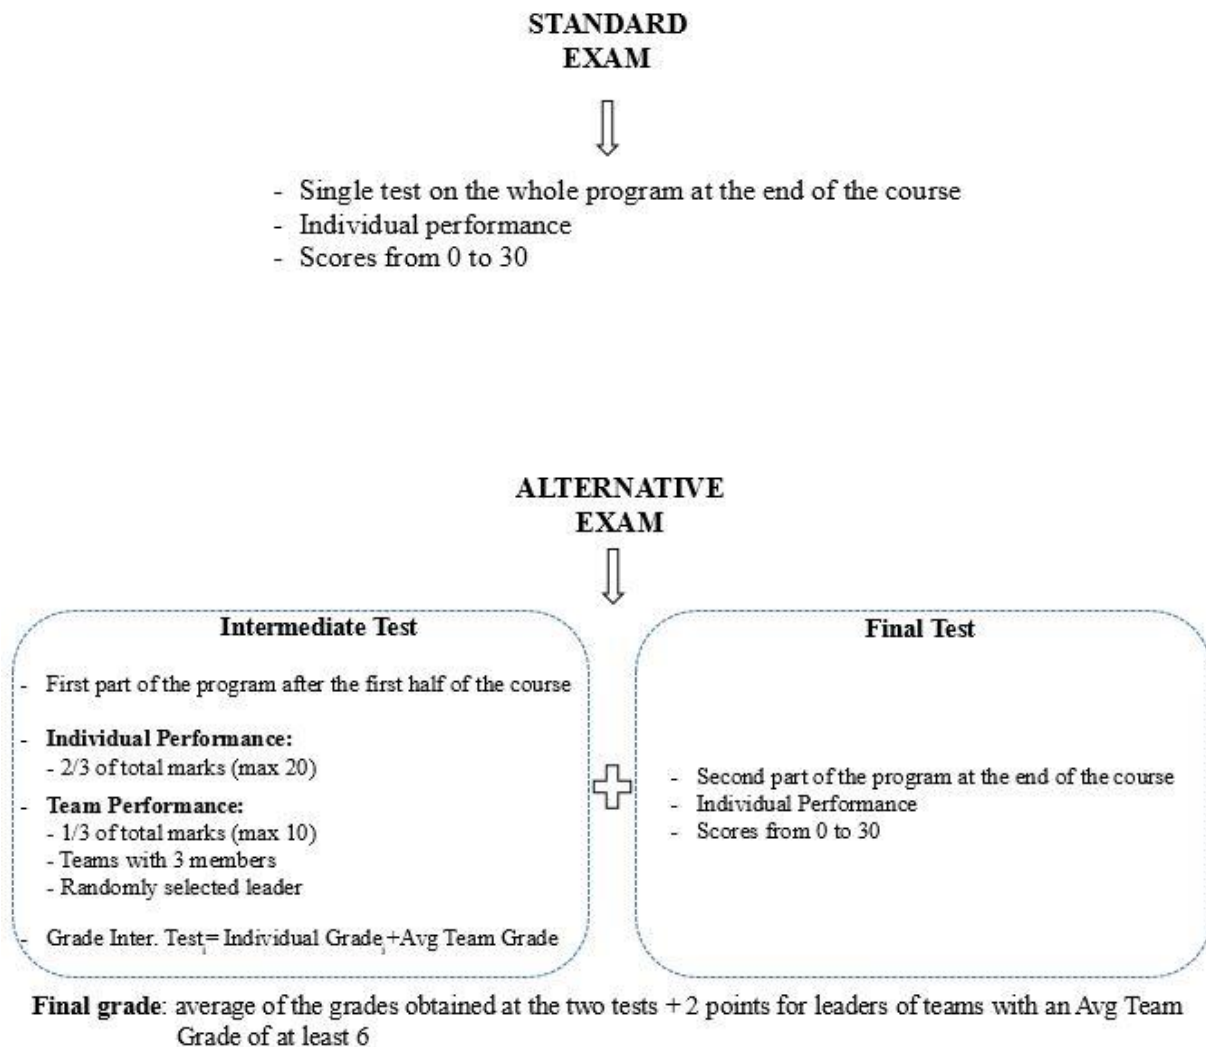 STANDARD
EXAM
- Single test on the whole program at the end of the course
- Individual performance
- Scores from 0 to 30
ALTERNATIVE
EXAM
Intermediate Test
- First part of the program after the first half of the course
- Individual Performance:
- 2/3 of total marks (max 20)
- Team Performance:
- 1/3 of total marks (max 10)
- Teams with 3 members
- Randomly selected leader
- Grade Inter. Testᵢ= Individual Gradeᵢ+Avg Team Grade
Final Test
- Second part of the program at the end of the course
- Individual Performance
- Scores from 0 to 30
Final grade: average of the grades obtained at the two tests + 2 points for leaders of teams with an Avg Team
Grade of at least 6